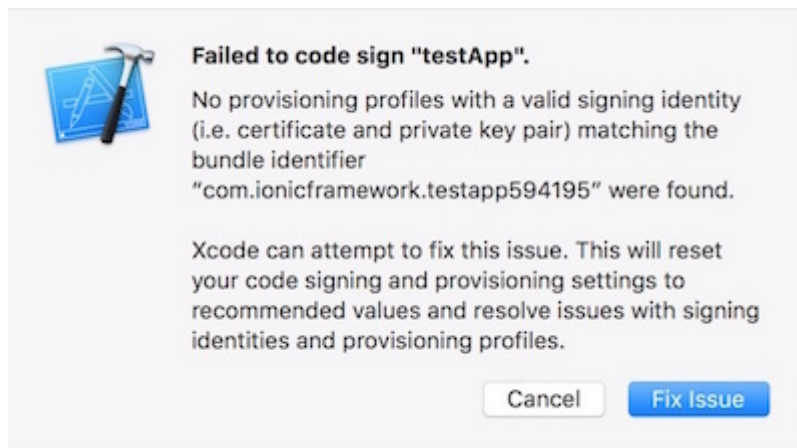 Failed to code sign "testApp".
No provisioning profiles with a valid signing identity
(i.e. certificate and private key pair) matching the
bundle identifier
“com.ionicframework.testapp594195” were found.
Xcode can attempt to fix this issue. This will reset
your code signing and provisioning settings to
recommended values and resolve issues with signing
identities and provisioning profiles.
Cancel
Fix Issue